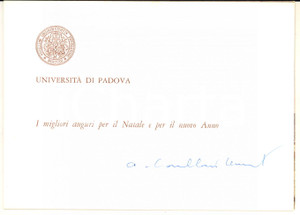 UNIVERSITÀ DI PADOVA
I migliori auguri per il Natale e per il nuovo Anno